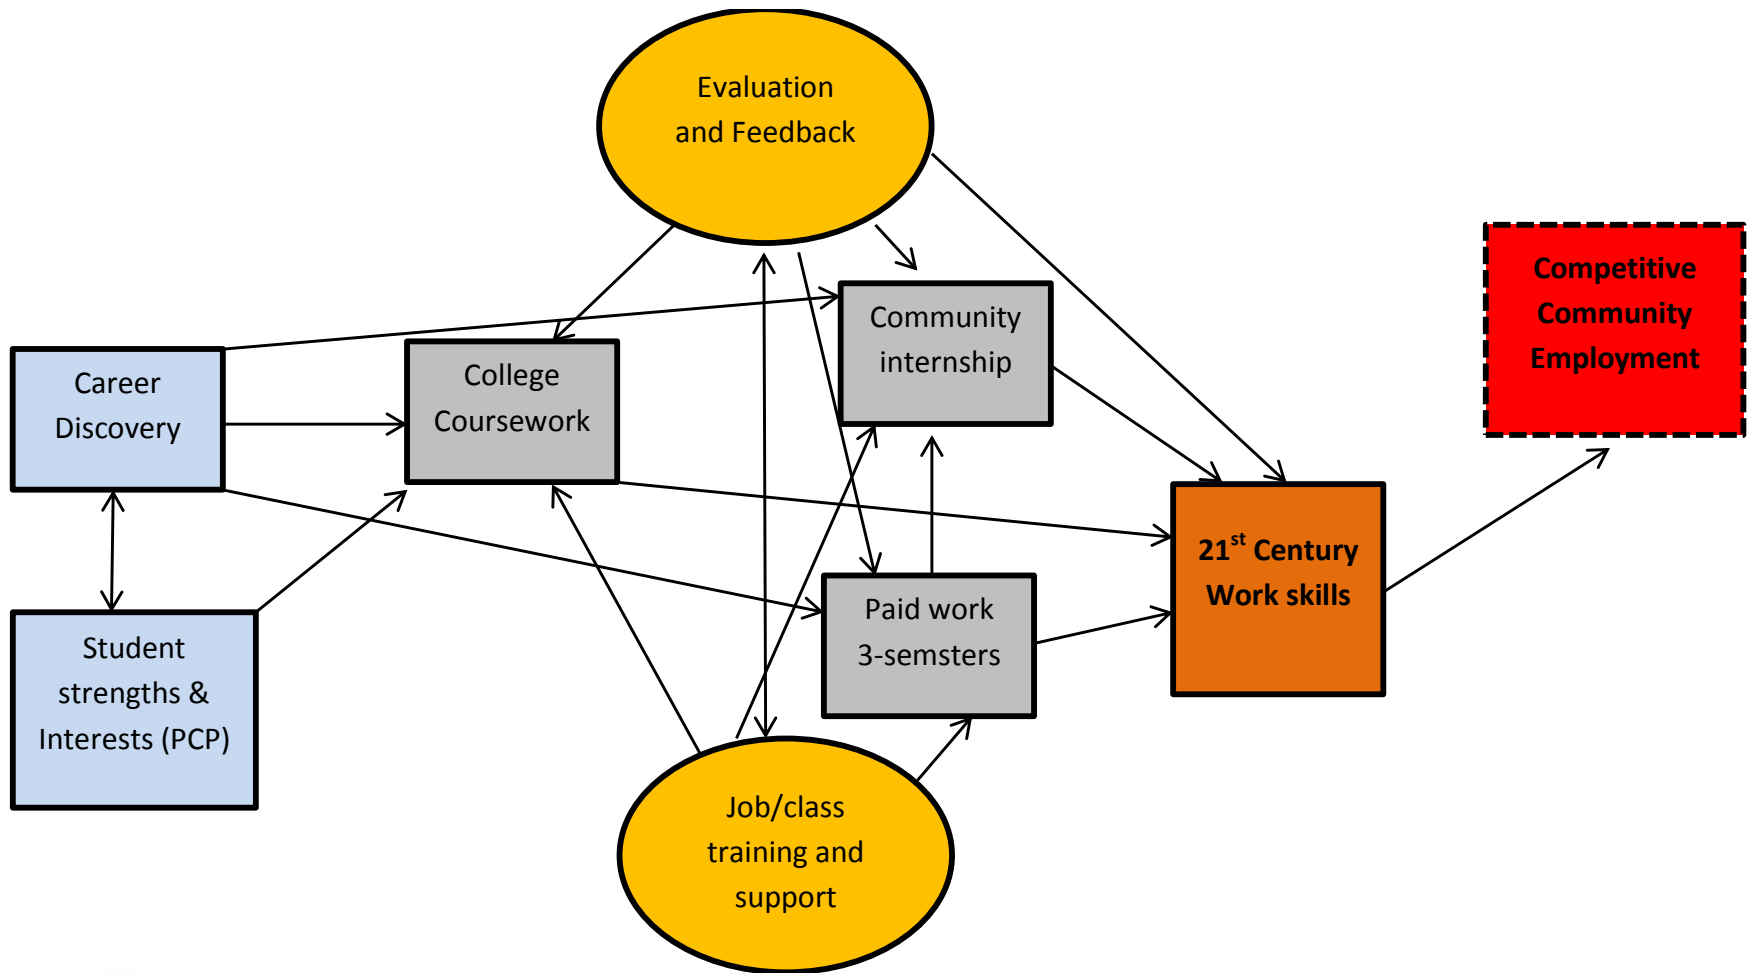 Evaluation
and Feedback
Competitive
Community
Employment
Community
internship
College
Coursework
Career
Discovery
21st Century
Work skills
Paid work
3-semsters
Student
strengths &
Interests (PCP)
Job/class
training and
support